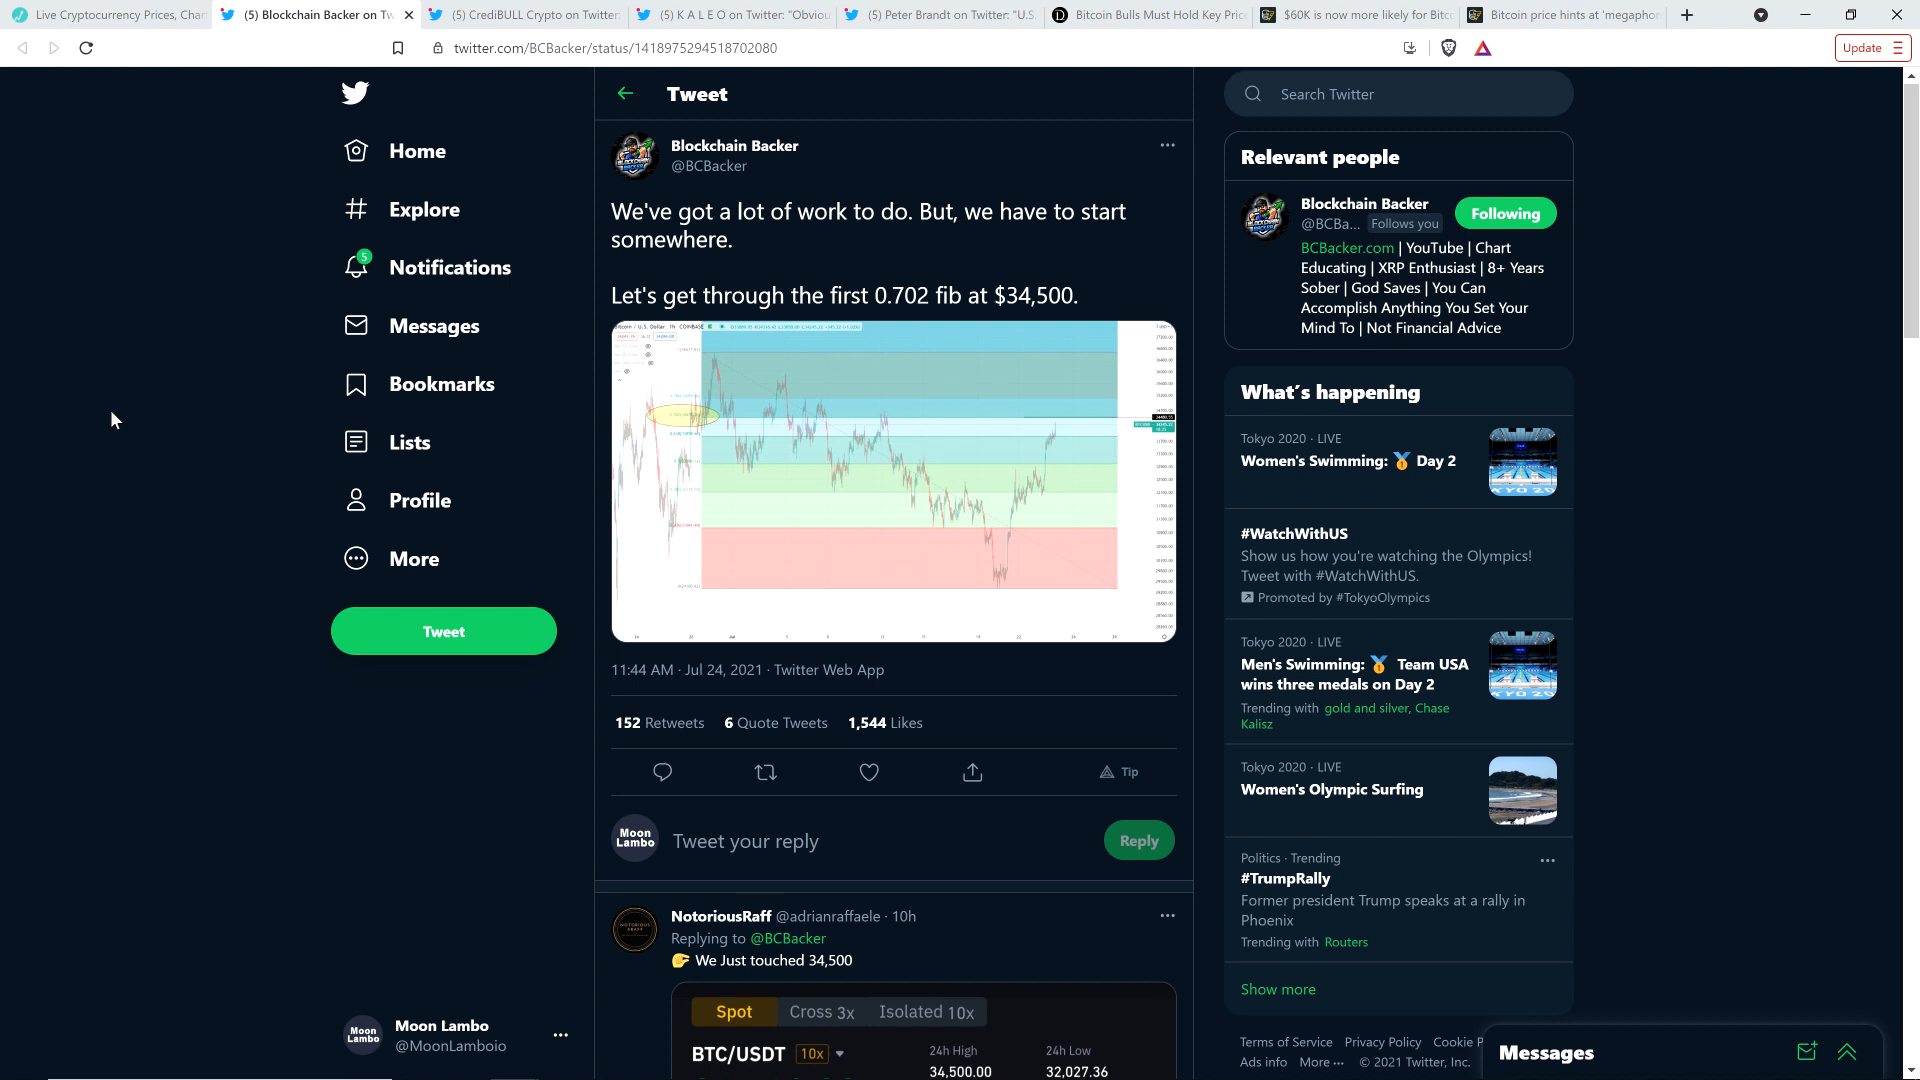 Live Cryptocurrency Prices, Char
(5) Blockchain Backer on Tw
(5) CrediBULL Crypto on Twitter:
(5) K A L E O on Twitter: "Obviou
(5) Peter Brandt on Twitter: "U.S.
Bitcoin Bulls Must Hold Key Price
$60K is now more likely for Bitc
Bitcoin price hints at 'megaphon
twitter.com/BCBacker/status/1418975294518702080
Update
Home
Explore
5
Notifications
Messages
Bookmarks
Lists
Profile
More
Tweet
Moon Lambo
Moon Lambo
@MoonLamboio
Tweet
Blockchain Backer
@BCBacker
We've got a lot of work to do. But, we have to start
somewhere.
Let's get through the first 0.702 fib at $34,500.
11:44 AM · Jul 24, 2021 · Twitter Web App
152 Retweets 6 Quote Tweets 1,544 Likes
Tip
Moon Lambo
Tweet your reply
Reply
NotoriousRaff @adrianraffaele · 10h
Replying to @BCBacker
👉 We Just touched 34,500
Spot Cross 3x Isolated 10x
BTC/USDT 10x
24h High 24h Low
34,500.00 32,027.36
Search Twitter
Relevant people
Blockchain Backer
@BCBa... Follows you
Following
BCBacker.com | YouTube | Chart
Educating | XRP Enthusiast | 8+ Years
Sober | God Saves | You Can
Accomplish Anything You Set Your
Mind To | Not Financial Advice
What's happening
Tokyo 2020 · LIVE
Women's Swimming: 🥇 Day 2
#WatchWithUS
Show us how you're watching the Olympics!
Tweet with #WatchWithUS.
Promoted by #TokyoOlympics
Tokyo 2020 · LIVE
Men's Swimming: 🥇 Team USA
wins three medals on Day 2
Trending with gold and silver, Chase
Kalisz
Tokyo 2020 · LIVE
Women's Olympic Surfing
Politics · Trending
#TrumpRally
Former president Trump speaks at a rally in
Phoenix
Trending with Routers
Show more
Terms of Service Privacy Policy Cookie P
Ads info More ··· © 2021 Twitter, Inc.
Messages